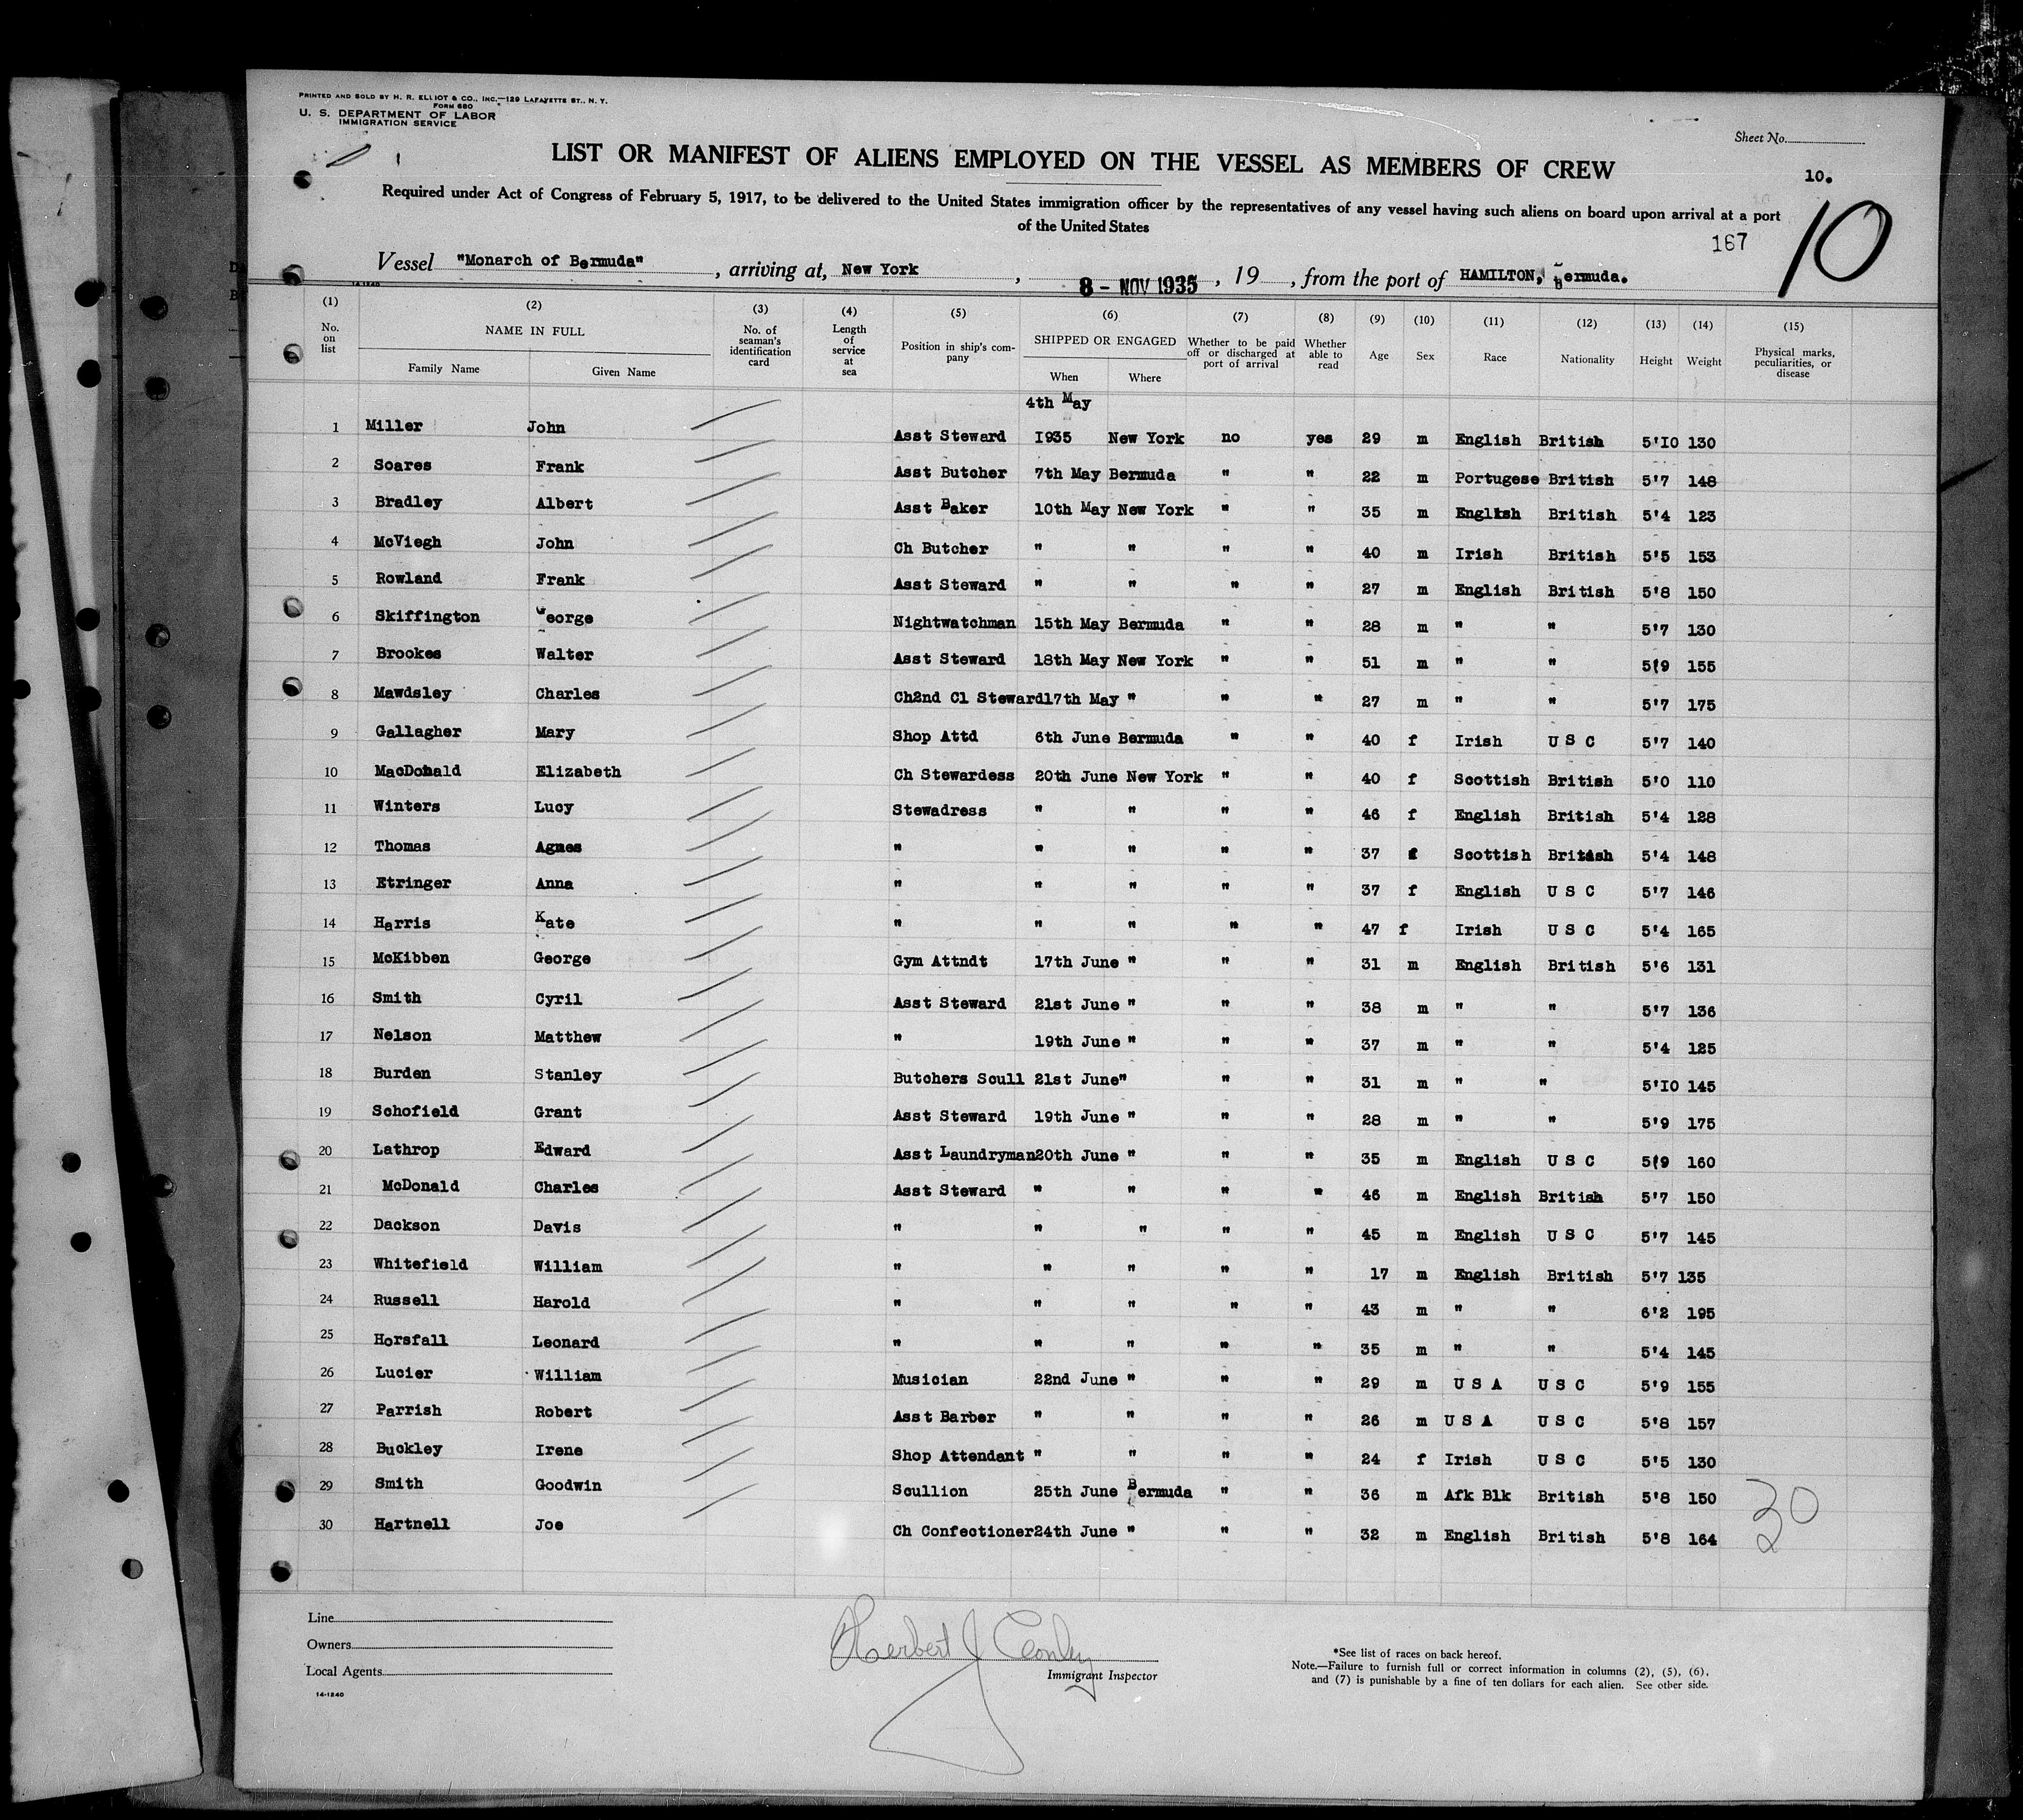 PRINTED AND SOLD BY H. R. ELLIOT & CO., INC.—129 LAFAYETTE ST., N. Y.
FORM 680
U. S. DEPARTMENT OF LABOR
IMMIGRATION SERVICE
Sheet No.
LIST OR MANIFEST OF ALIENS EMPLOYED ON THE VESSEL AS MEMBERS OF CREW
10.
Required under Act of Congress of February 5, 1917, to be delivered to the United States immigration officer by the representatives of any vessel having such aliens on board upon arrival at a port
of the United States
167
10
Vessel "Monarch of Bermuda" , arriving at, New York , 8 - NOV 1935 , 19 , from the port of HAMILTON, Bermuda.
14-1240
(1) (2) (3) (4) (5) (6) (7) (8) (9) (10) (11) (12) (13) (14) (15)
No. on list NAME IN FULL Family Name Given Name No. of seaman's identification card Length of service at sea Position in ship's company SHIPPED OR ENGAGED When Where Whether to be paid off or discharged at port of arrival Whether able to read Age Sex Race Nationality Height Weight Physical marks, peculiarities, or disease
4th May
1 Miller John Asst Steward I935 New York no yes 29 m English British 5'I0 130
2 Soares Frank Asst Butcher 7th May Bermuda " " 22 m Portugese British 5'7 148
3 Bradley Albert Asst Baker 10th May New York " " 35 m English British 5'4 123
4 McViegh John Ch Butcher " " " " 40 m Irish British 5'5 153
5 Rowland Frank Asst Steward " " " " 27 m English British 5'8 150
6 Skiffington George Nightwatchman 15th May Bermuda " " 28 m " " 5'7 130
7 Brookes Walter Asst Steward 18th May New York " " 51 m " " 5(9 155
8 Mawdsley Charles Ch2nd Cl Steward17th May " " " 27 m " " 5'7 175
9 Gallagher Mary Shop Attd 6th June Bermuda " " 40 f Irish U S C 5'7 140
10 MacDonald Elizabeth Ch Stewardess 20th June New York " " 40 f Scottish British 5'0 110
11 Winters Lucy Stewadress " " " " 46 f English British 5'4 128
12 Thomas Agnes " " " " " 37 f Scottish British 5'4 148
13 Etringer Anna " " " " " 37 f English U S C 5'7 146
14 Harris Kate " " " " " 47 f Irish U S C 5'4 165
15 McKibben George Gym Attndt 17th June " " " 31 m English British 5'6 131
16 Smith Cyril Asst Steward 21st June " " " 38 m " " 5'7 136
17 Nelson Matthew " 19th June " " " 37 m " " 5'4 125
18 Burden Stanley Butchers Scull 21st June" " " 31 m " " 5'I0 145
19 Schofield Grant Asst Steward 19th June " " " 28 m " " 5'9 175
20 Lathrop Edward Asst Laundryman20th June " " " 35 m English U S C 5(9 160
21 McDonald Charles Asst Steward " " " " 46 m English British 5'7 150
22 Dackson Davis " " " " " 45 m English U S C 5'7 145
23 Whitefield William " " " " " 17 m English British 5'7 135
24 Russell Harold " " " " " 43 m " " 6'2 195
25 Horsfall Leonard " " " " " 35 m " " 5'4 145
26 Lucier William Musician 22nd June " " " 29 m U S A U S C 5'9 155
27 Parrish Robert Asst Barber " " " " 26 m U S A U S C 5'8 157
28 Buckley Irene Shop Attendant " " " " 24 f Irish U S C 5'5 130
29 Smith Goodwin Scullion 25th June Bermuda " " 36 m Afk Blk British 5'8 150
30 Hartnell Joe Ch Confectioner24th June " " " 32 m English British 5'8 164
30
Line
Owners
Local Agents
14-1240
Herbert J Conley
Immigrant Inspector
*See list of races on back hereof.
Note.—Failure to furnish full or correct information in columns (2), (5), (6),
and (7) is punishable by a fine of ten dollars for each alien. See other side.